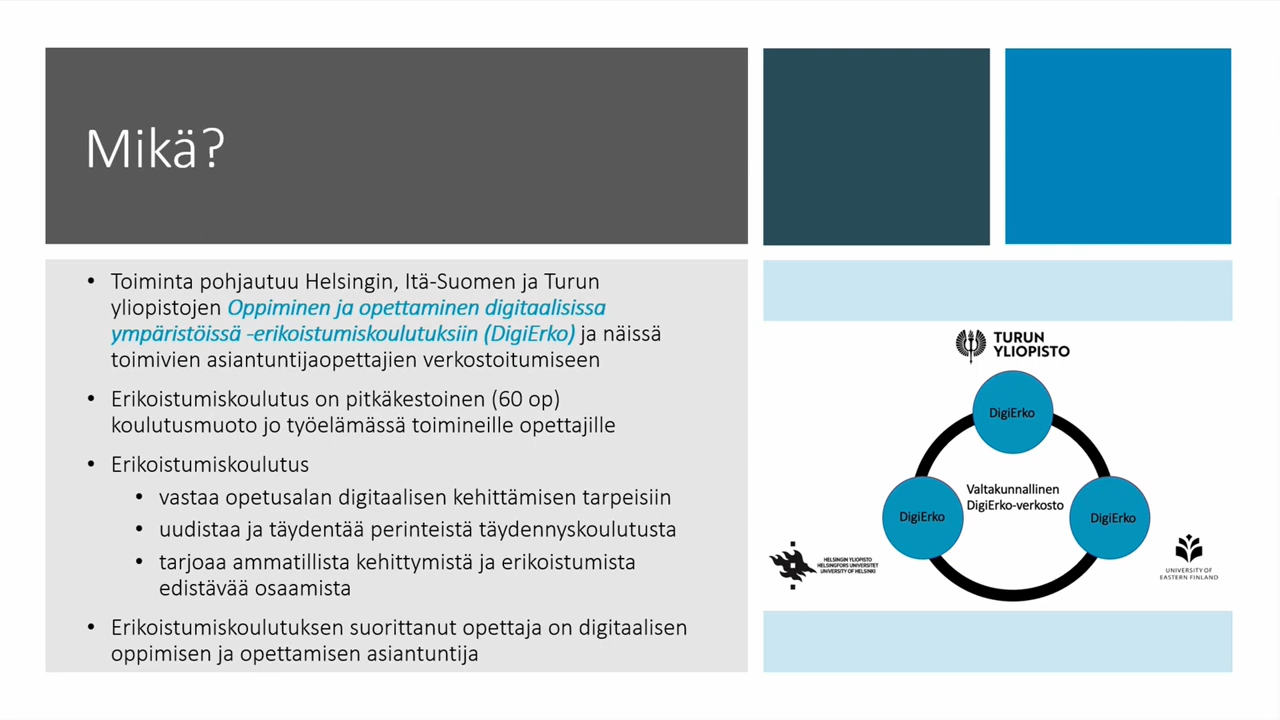 Mikä?
• Toiminta pohjautuu Helsingin, Itä-Suomen ja Turun
yliopistojen Oppiminen ja opettaminen digitaalisissa
ympäristöissä -erikoistumiskoulutuksiin (DigiErko) ja näissä
toimivien asiantuntijaopettajien verkostoitumiseen
• Erikoistumiskoulutus on pitkäkestoinen (60 op)
koulutusmuoto jo työelämässä toimineille opettajille
• Erikoistumiskoulutus
• vastaa opetusalan digitaalisen kehittämisen tarpeisiin
• uudistaa ja täydentää perinteistä täydennyskoulutusta
• tarjoaa ammatillista kehittymistä ja erikoistumista
edistävää osaamista
• Erikoistumiskoulutuksen suorittanut opettaja on digitaalisen
oppimisen ja opettamisen asiantuntija
TURUN
YLIOPISTO
DigiErko
Valtakunnallinen
DigiErko-verkosto
DigiErko
DigiErko
HELSINGIN YLIOPISTO
HELSINGFORS UNIVERSITET
UNIVERSITY OF HELSINKI
UNIVERSITY OF
EASTERN FINLAND